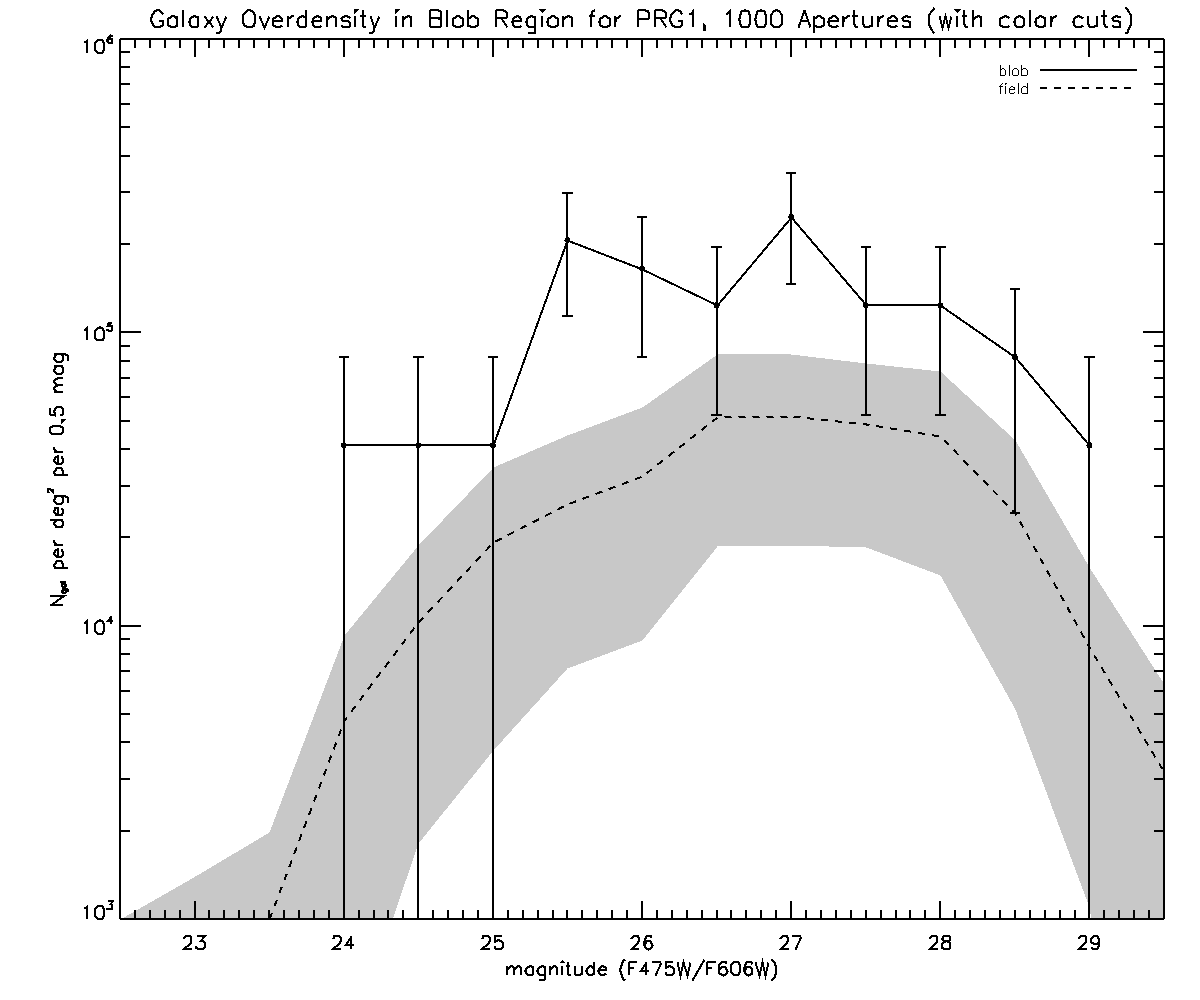 Galaxy Overdensity in Blob Region for PRG1, 1000 Apertures (with color cuts)
blob
field
10⁶
10⁵
10⁴
10³
N_gal per deg² per 0.5 mag
23 24 25 26 27 28 29
magnitude (F475W/F606W)